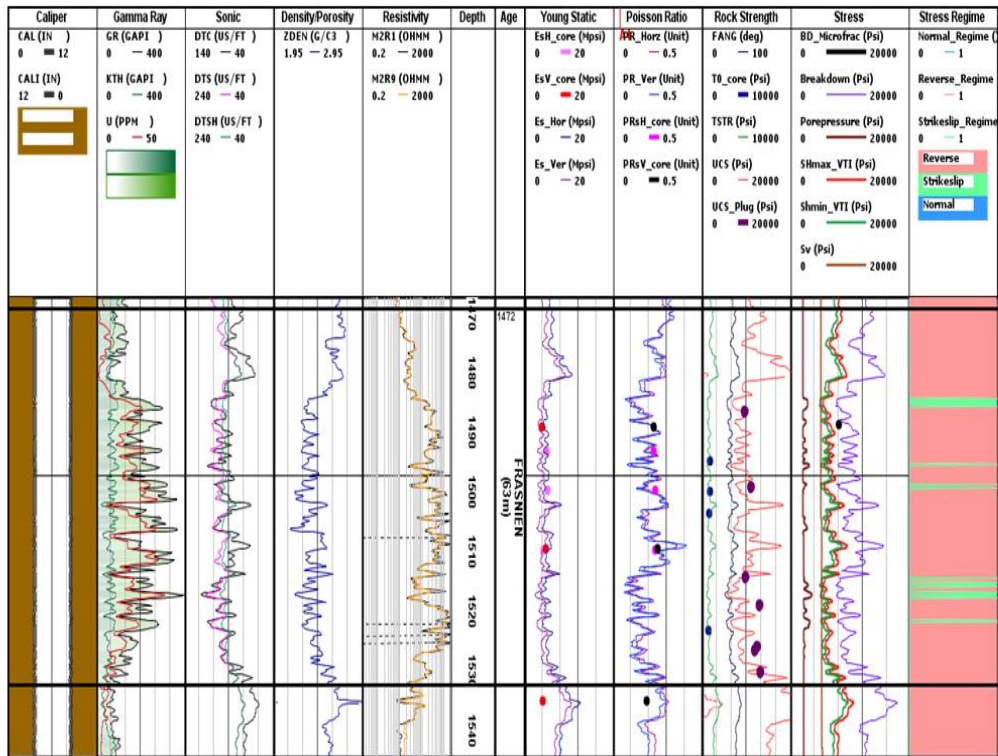 Caliper Gamma Ray Sonic Density/Porosity Resistivity Depth Age Young Static Poisson Ratio Rock Strength Stress Stress Regime
CAL (IN )
0 12
CALI (IN)
12 0
GR (GAPI )
0 400
KTH (GAPI )
0 400
U (PPM )
0 50
DTC (US/FT )
140 40
DTS (US/FT )
240 40
DTSH (US/FT )
240 40
ZDEN (G/C3 )
1.95 2.95
M2R1 (OHMM )
0.2 2000
M2R9 (OHMM )
0.2 2000
EsH_core (Mpsi)
0 20
EsV_core (Mpsi)
0 20
Es_Hor (Mpsi)
0 20
Es_Ver (Mpsi)
0 20
PR_Horz (Unit)
0 0.5
PR_Ver (Unit)
0 0.5
PRsH_core (Unit)
0 0.5
PRsV_core (Unit)
0 0.5
FANG (deg)
0 100
T0_core (Psi)
0 10000
TSTR (Psi)
0 10000
UCS (Psi)
0 20000
UCS_Plug (Psi)
0 20000
BD_Microfrac (Psi)
0 20000
Breakdown (Psi)
0 20000
Porepressure (Psi)
0 20000
SHmax_VTI (Psi)
0 20000
Shmin_VTI (Psi)
0 20000
Sv (Psi)
0 20000
Normal_Regime (
0 1
Reverse_Regime
0 1
Strikeslip_Regime
0 1
Reverse
Strikeslip
Normal
1470
1480
1490
1500
1510
1520
1530
1540
1472
FRASNIEN
(63m)